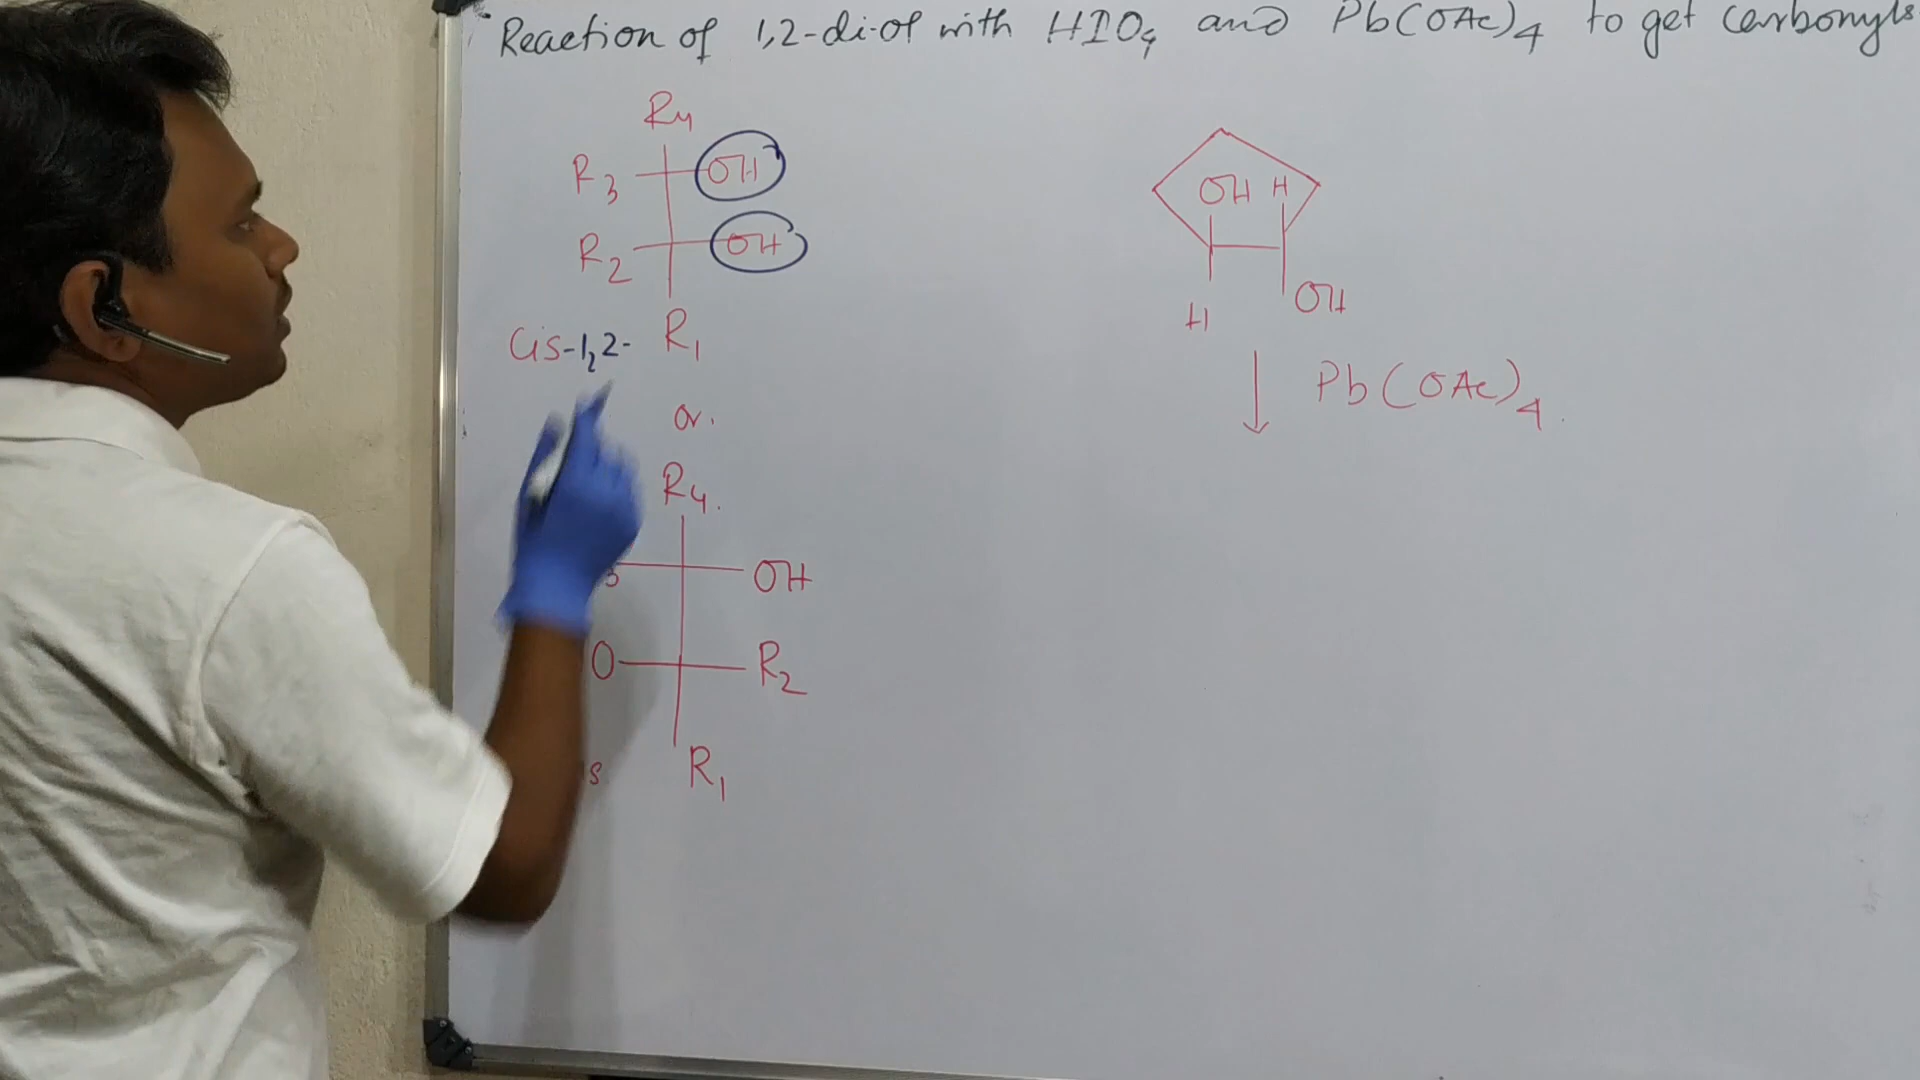 Reaction of 1,2-di-ol with HIO4 and Pb(OAc)4 to get carbonyls
R4
R3 OH
R2 OH
Cis-1,2- R1
or.
R4.
3 OH
O R2
s R1
OH H
H OH
Pb(OAc)4.